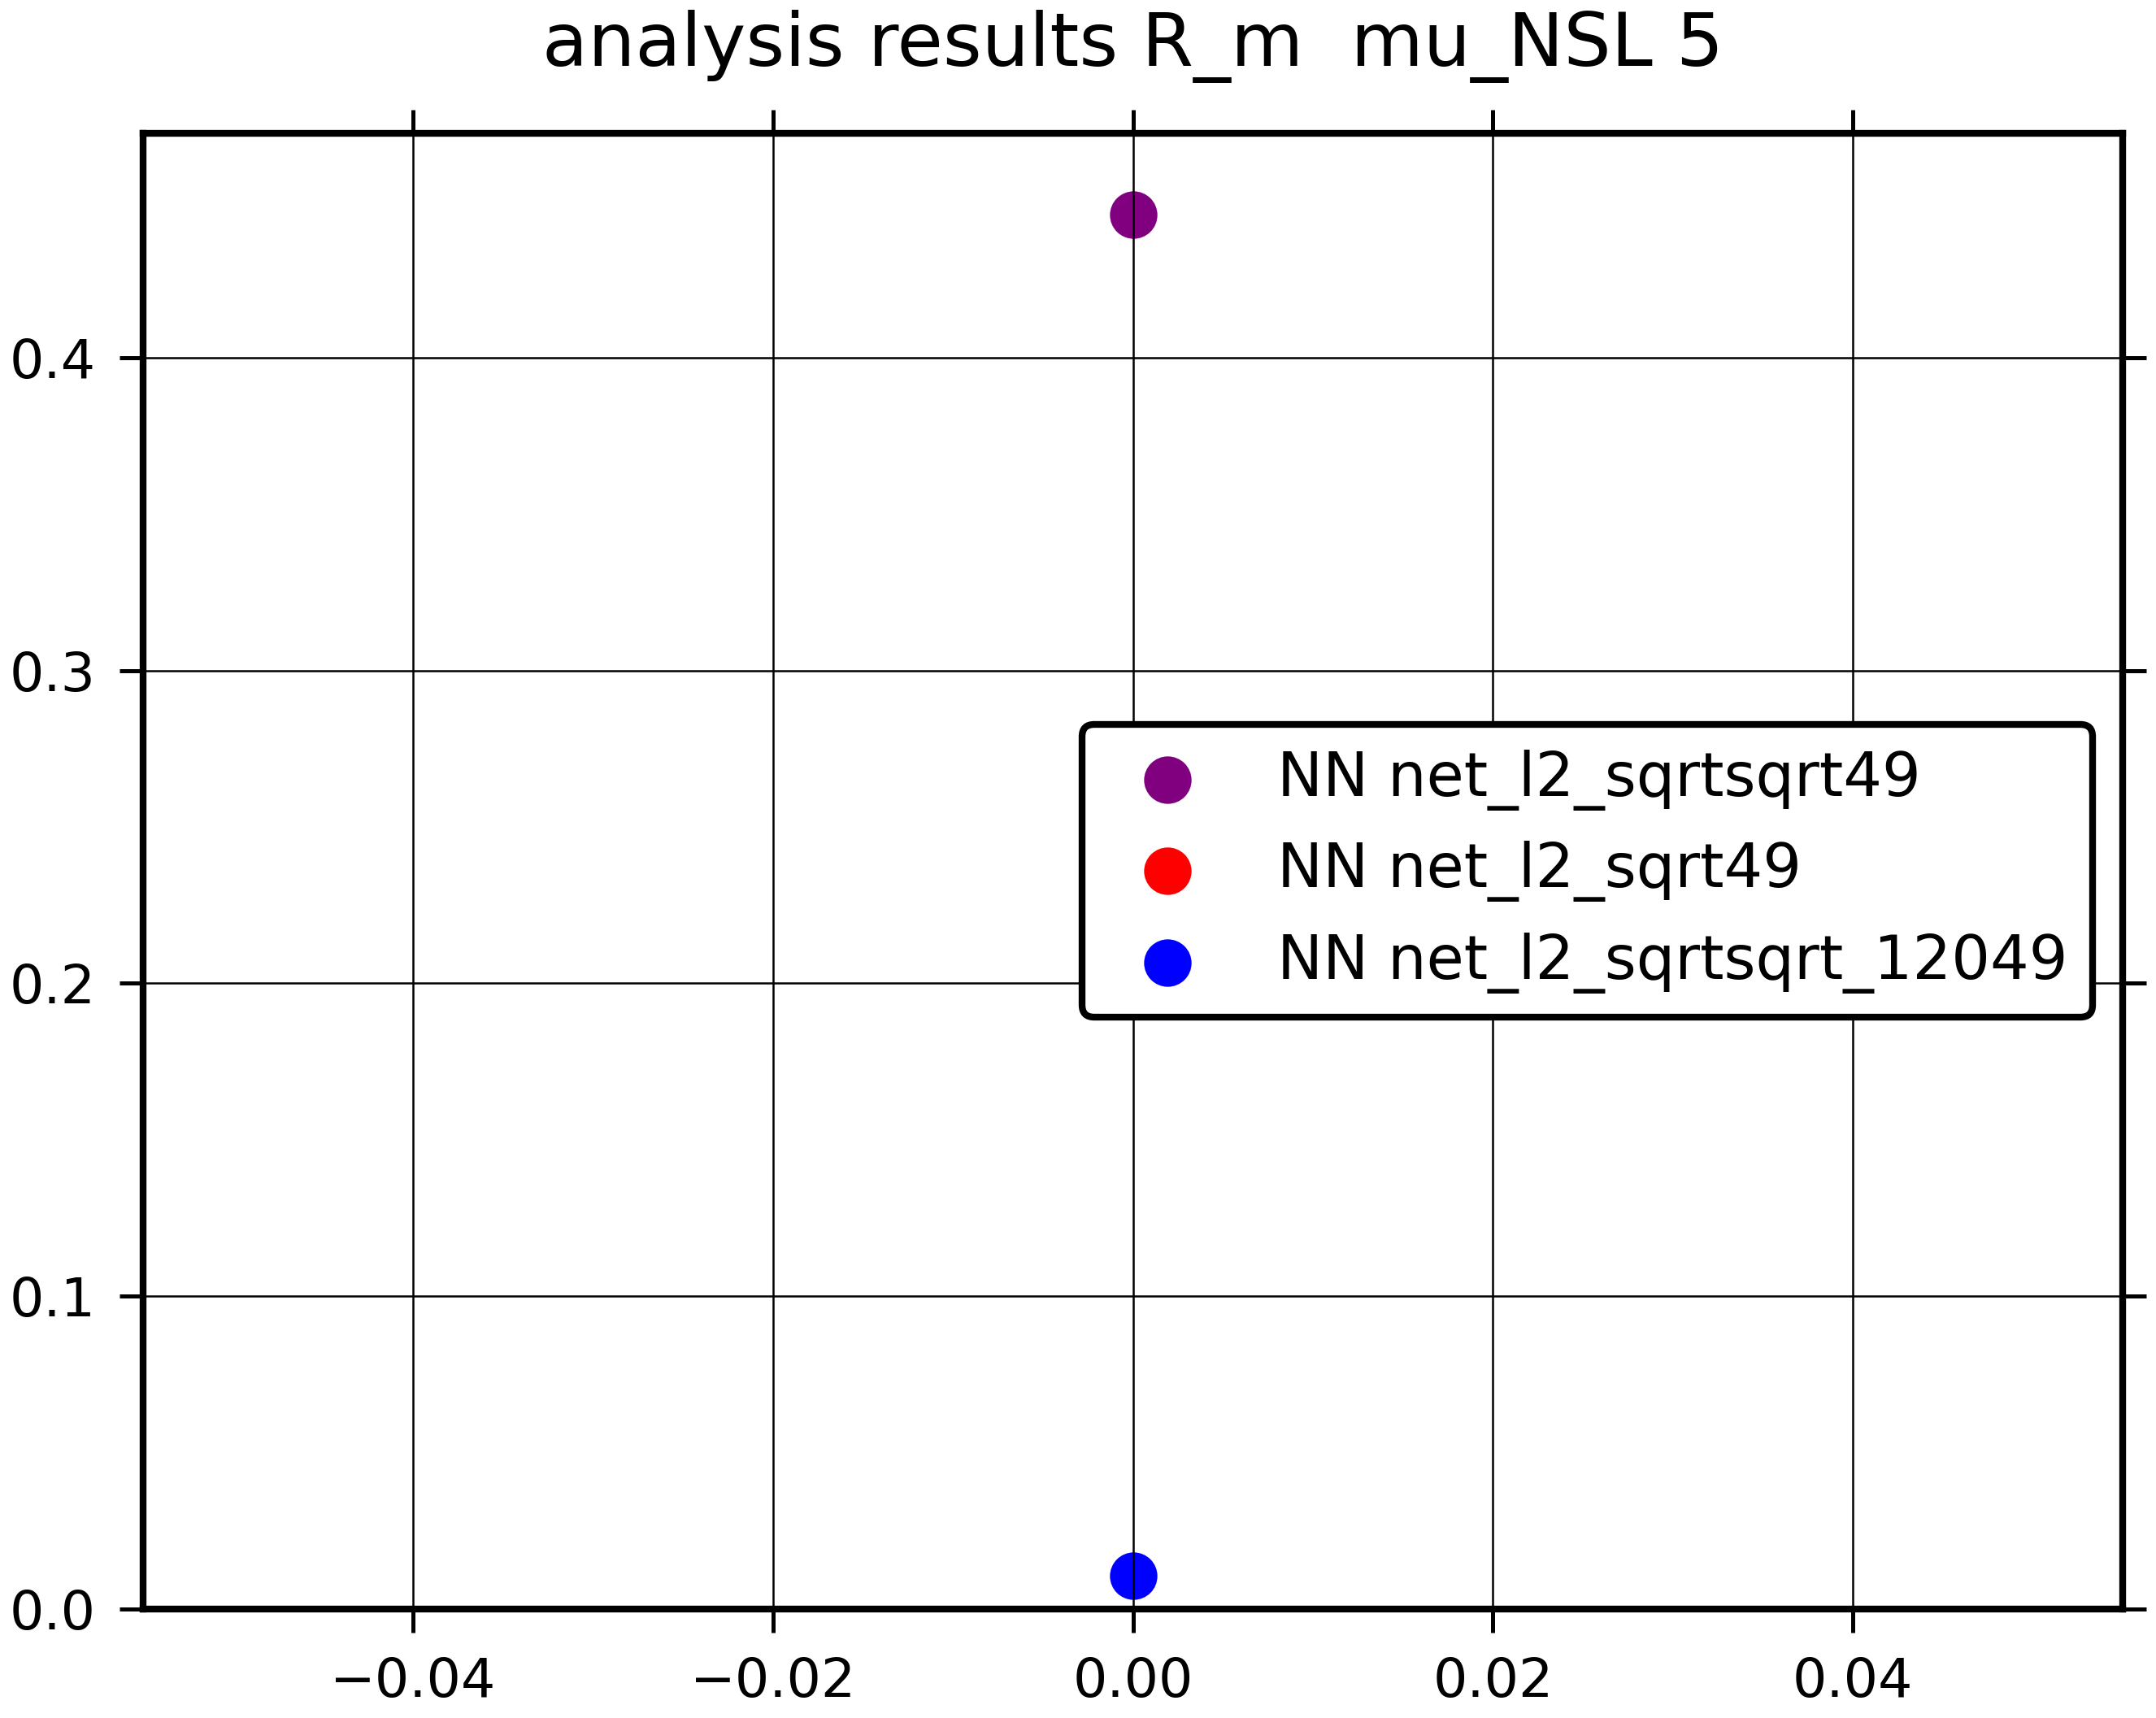 analysis results R_m  mu_NSL 5
0.4
0.3
0.2
0.1
0.0
NN net_l2_sqrtsqrt49
NN net_l2_sqrt49
NN net_l2_sqrtsqrt_12049
−0.04 −0.02 0.00 0.02 0.04